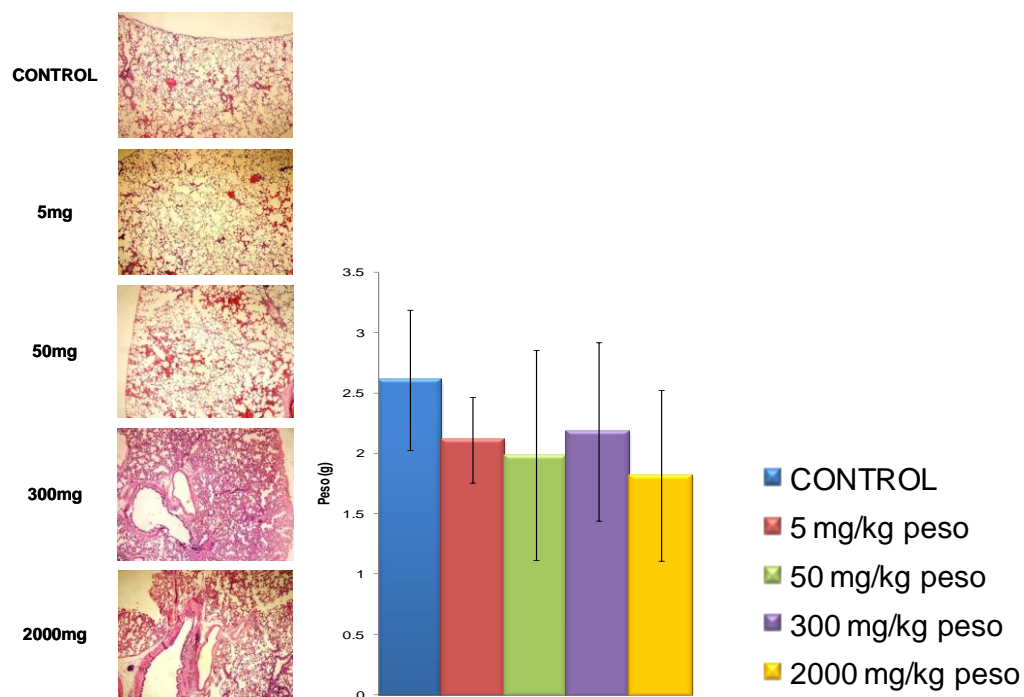 CONTROL
5mg
50mg
300mg
2000mg
3.5
3
2.5
2
1.5
1
0.5
0
Peso (g)
CONTROL
5 mg/kg peso
50 mg/kg peso
300 mg/kg peso
2000 mg/kg peso